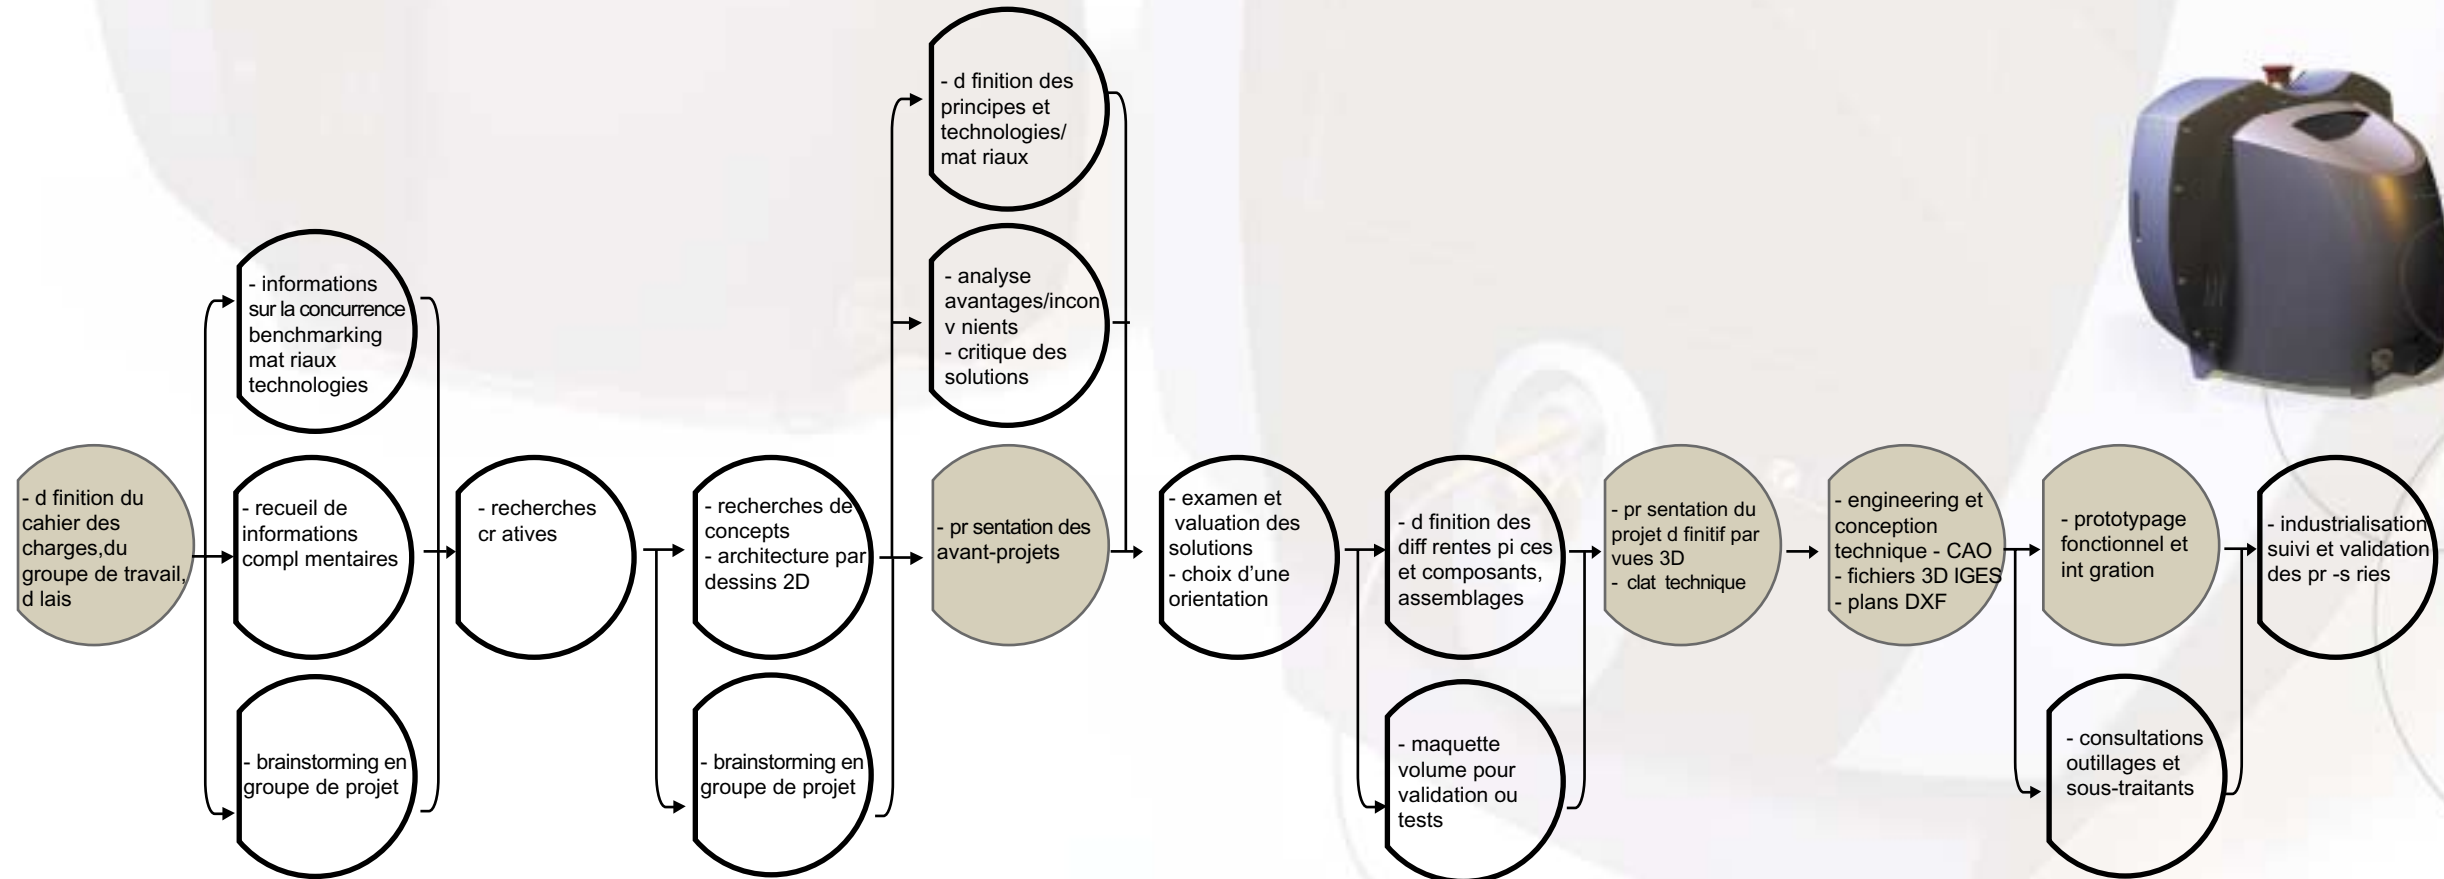 - d finition du
cahier des
charges,du
groupe de travail,
d lais
- informations
sur la concurrence
benchmarking
mat riaux
technologies
- recueil de
informations
compl mentaires
- brainstorming en
groupe de projet
- recherches
cr atives
- recherches de
concepts
- architecture par
dessins 2D
- brainstorming en
groupe de projet
- d finition des
principes et
technologies/
mat riaux
- analyse
avantages/incon
v nients
- critique des
solutions
- pr sentation des
avant-projets
- examen et
valuation des
solutions
- choix d'une
orientation
- d finition des
diff rentes pi ces
et composants,
assemblages
- maquette
volume pour
validation ou
tests
- pr sentation du
projet d finitif par
vues 3D
- clat technique
- engineering et
conception
technique - CAO
- fichiers 3D IGES
- plans DXF
- prototypage
fonctionnel et
int gration
- consultations
outillages et
sous-traitants
- industrialisation
suivi et validation
des pr -s ries